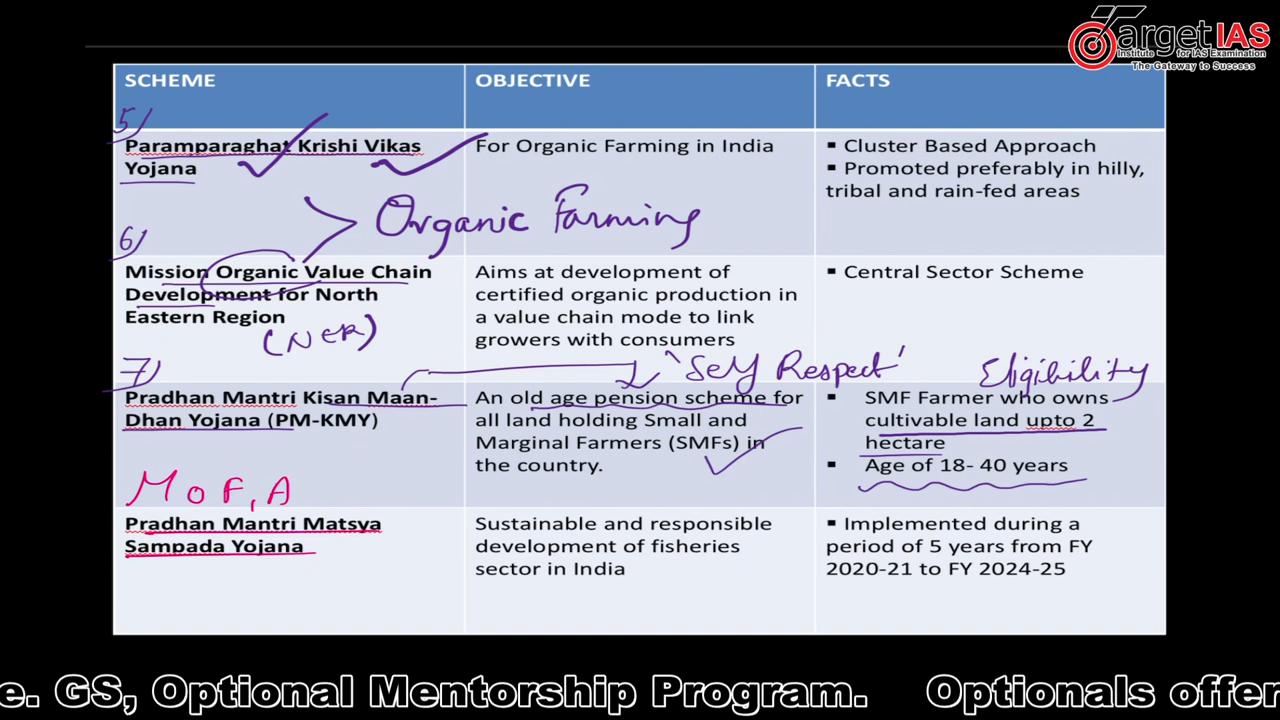 Target IAS
Institute for IAS Examination
The Gateway to Success
SCHEME
OBJECTIVE
FACTS
5)
Paramparaghat Krishi Vikas
Yojana
For Organic Farming in India
▪ Cluster Based Approach
▪ Promoted preferably in hilly,
tribal and rain-fed areas
Organic Farming
6)
Mission Organic Value Chain
Development for North
Eastern Region
(NER)
Aims at development of
certified organic production in
a value chain mode to link
growers with consumers
▪ Central Sector Scheme
7)
'Self Respect'
Eligibility
Pradhan Mantri Kisan Maan-
Dhan Yojana (PM-KMY)
An old age pension scheme for
all land holding Small and
Marginal Farmers (SMFs) in
the country.
▪ SMF Farmer who owns
cultivable land upto 2
hectare
▪ Age of 18- 40 years
MoF,A
Pradhan Mantri Matsya
Sampada Yojana
Sustainable and responsible
development of fisheries
sector in India
▪ Implemented during a
period of 5 years from FY
2020-21 to FY 2024-25
e. GS, Optional Mentorship Program. Optionals offer